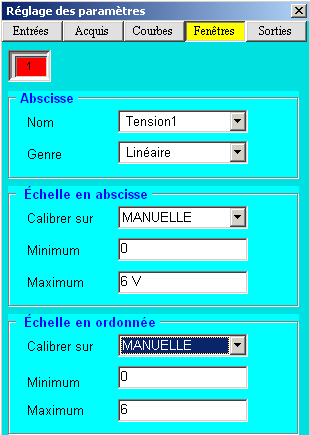 Réglage des paramètres
Entrées Acquis Courbes Fenêtres Sorties
1
Abscisse
Nom Tension1
Genre Linéaire
Échelle en abscisse
Calibrer sur MANUELLE
Minimum 0
Maximum 6 V
Échelle en ordonnée
Calibrer sur MANUELLE
Minimum 0
Maximum 6